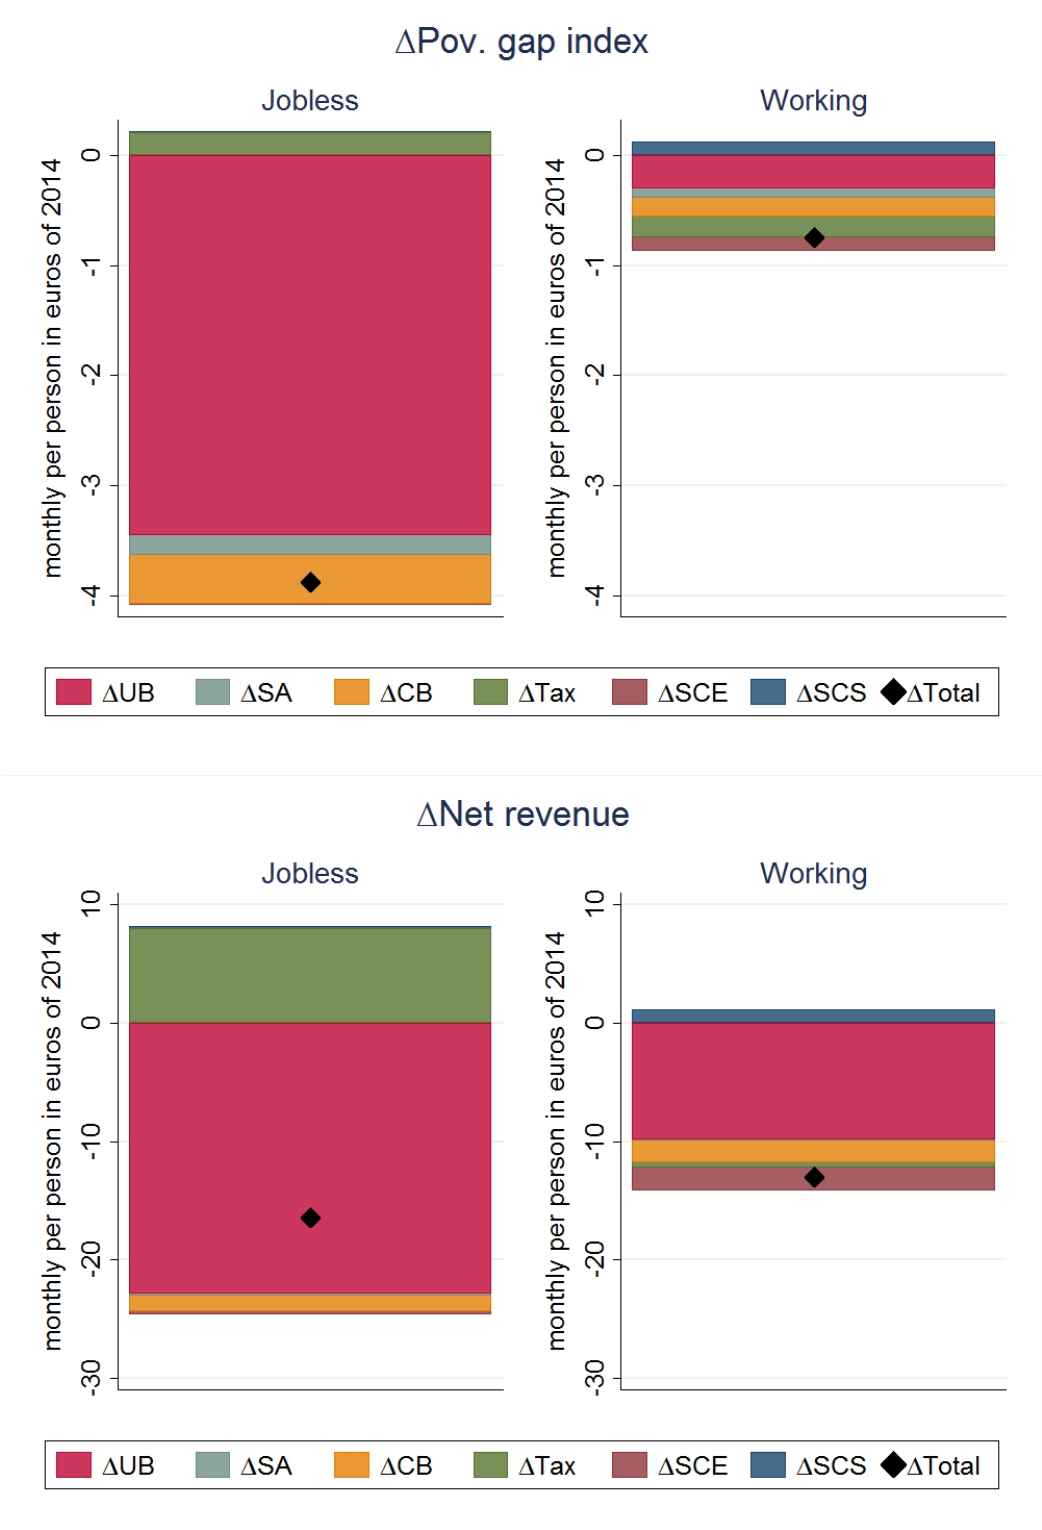 ΔPov. gap index
Jobless
Working
monthly per person in euros of 2014
0
-1
-2
-3
-4
monthly per person in euros of 2014
0
-1
-2
-3
-4
ΔUB ΔSA ΔCB ΔTax ΔSCE ΔSCS ΔTotal
ΔNet revenue
Jobless
Working
monthly per person in euros of 2014
10
0
-10
-20
-30
monthly per person in euros of 2014
10
0
-10
-20
-30
ΔUB ΔSA ΔCB ΔTax ΔSCE ΔSCS ΔTotal